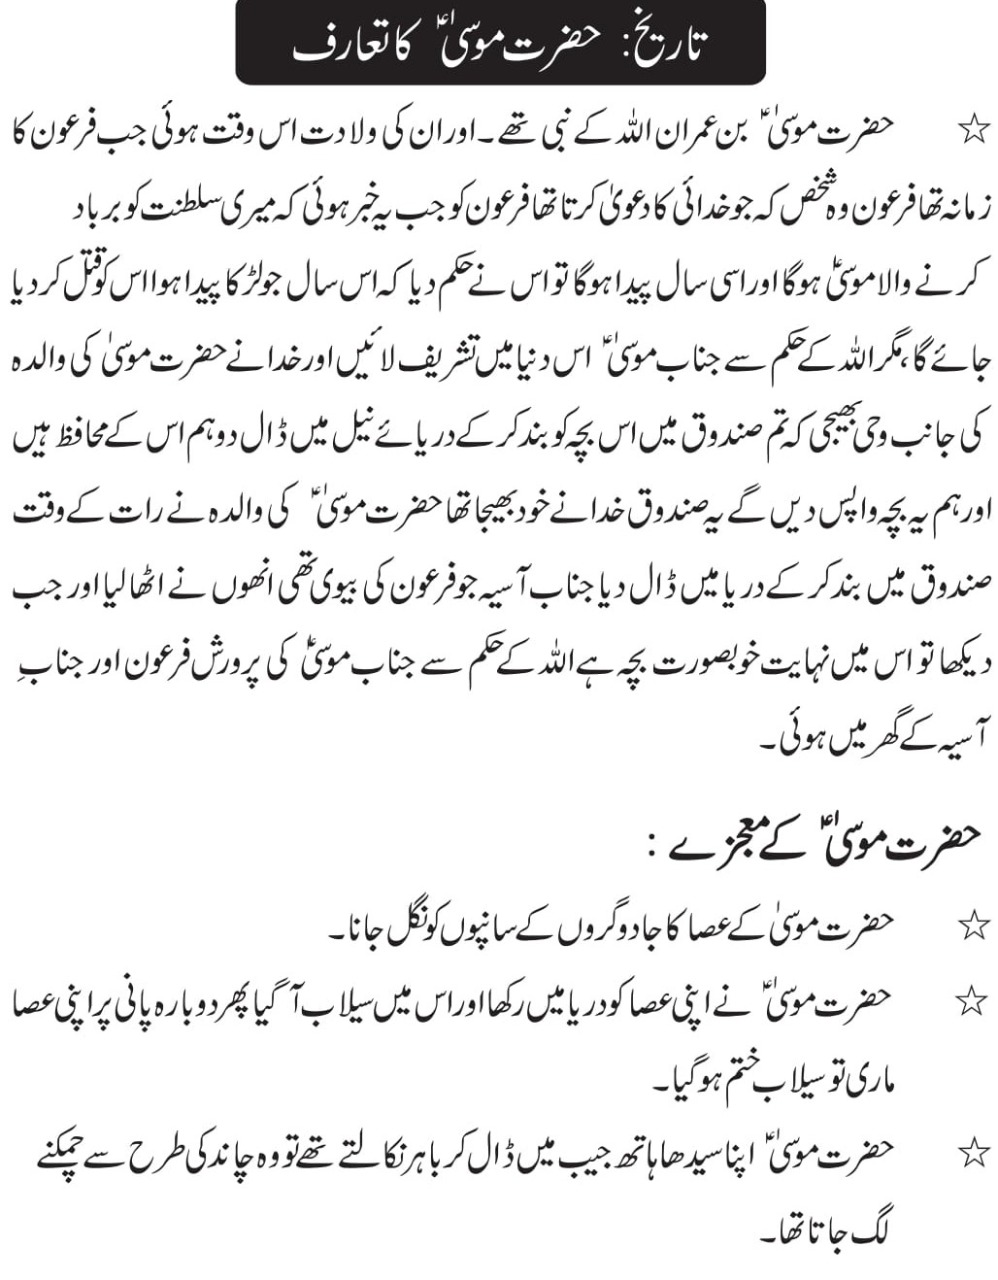 تاریخ: حضرت موسیٰؑ کا تعارف
☆ حضرت موسیٰؑ بن عمران اللہ کے نبی تھے۔ اور ان کی ولادت اس وقت ہوئی جب فرعون کا
زمانہ تھا فرعون وہ شخص کہ جو خدائی کا دعویٰ کرتا تھا فرعون کو جب یہ خبر ہوئی کہ میری سلطنت کو برباد
کرنے والا موسیٰؑ ہوگا اور اسی سال پیدا ہوگا تو اس نے حکم دیا کہ اس سال جو لڑکا پیدا ہوا اس کو قتل کر دیا
جائے گا، مگر اللہ کے حکم سے جناب موسیٰؑ اس دنیا میں تشریف لائیں اور خدا نے حضرت موسیٰ کی والدہ
کی جانب وحی بھیجی کہ تم صندوق میں اس بچہ کو بند کر کے دریائے نیل میں ڈال دو ہم اس کے محافظ ہیں
اور ہم یہ بچہ واپس دیں گے یہ صندوق خدا نے خود بھیجا تھا حضرت موسیٰؑ کی والدہ نے رات کے وقت
صندوق میں بند کر کے دریا میں ڈال دیا جناب آسیہ جو فرعون کی بیوی تھی انھوں نے اٹھا لیا اور جب
دیکھا تو اس میں نہایت خوبصورت بچہ ہے اللہ کے حکم سے جناب موسیٰؑ کی پرورش فرعون اور جنابِ
آسیہ کے گھر میں ہوئی۔
حضرت موسیٰؑ کے معجزے :
☆ حضرت موسیٰ کے عصا کا جادوگروں کے سانپوں کو نگل جانا۔
☆ حضرت موسیٰؑ نے اپنی عصا کو دریا میں رکھا اور اس میں سیلاب آ گیا پھر دوبارہ پانی پر اپنی عصا
ماری تو سیلاب ختم ہو گیا۔
☆ حضرت موسیٰؑ اپنا سیدھا ہاتھ جیب میں ڈال کر باہر نکالتے تھے تو وہ چاند کی طرح سے چمکنے
لگ جاتا تھا۔